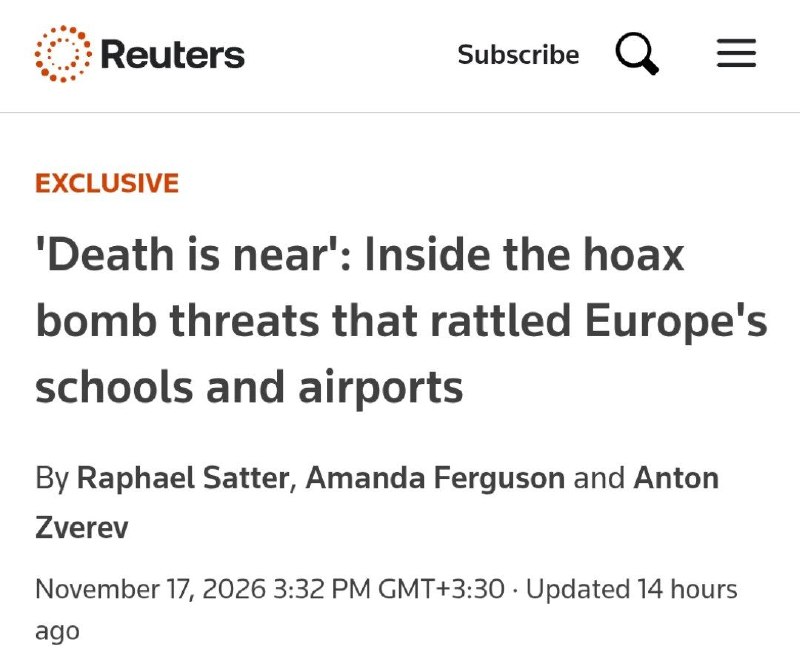 Reuters
Subscribe
EXCLUSIVE
'Death is near': Inside the hoax
bomb threats that rattled Europe's
schools and airports
By Raphael Satter, Amanda Ferguson and Anton
Zverev
November 17, 2026 3:32 PM GMT+3:30 · Updated 14 hours
ago